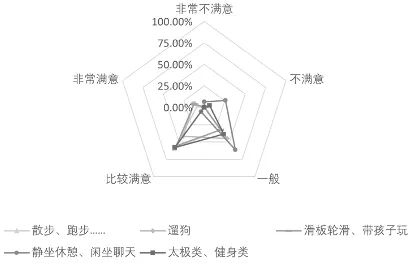 非常不满意
100.00%
75.00%
50.00%
25.00%
0.00%
非常满意
不满意
比较满意
一般
散步、跑步…… 遛狗 滑板轮滑、带孩子玩
静坐休憩、闲坐聊天 太极类、健身类